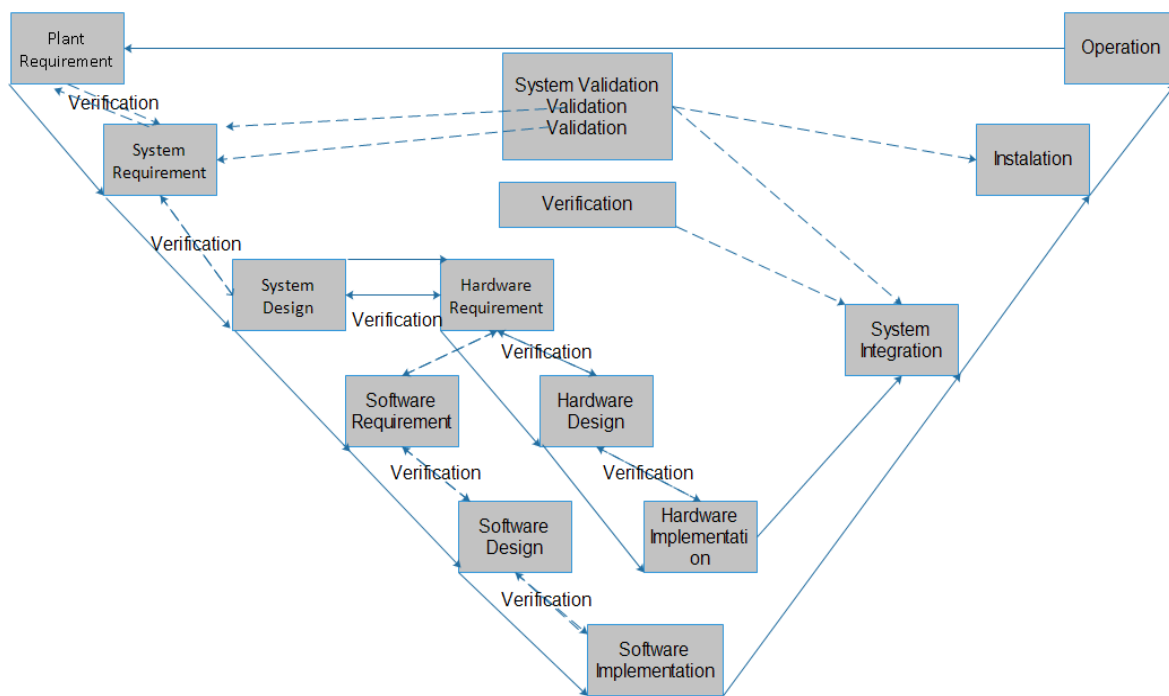 Plant
Requirement
Operation
System Validation
Validation
Validation
Verification
System
Requirement
Instalation
Verification
Verification
System
Design
Hardware
Requirement
Verification
System
Integration
Verification
Software
Requirement
Hardware
Design
Verification
Verification
Software
Design
Hardware
Implementati
on
Verification
Software
Implementation